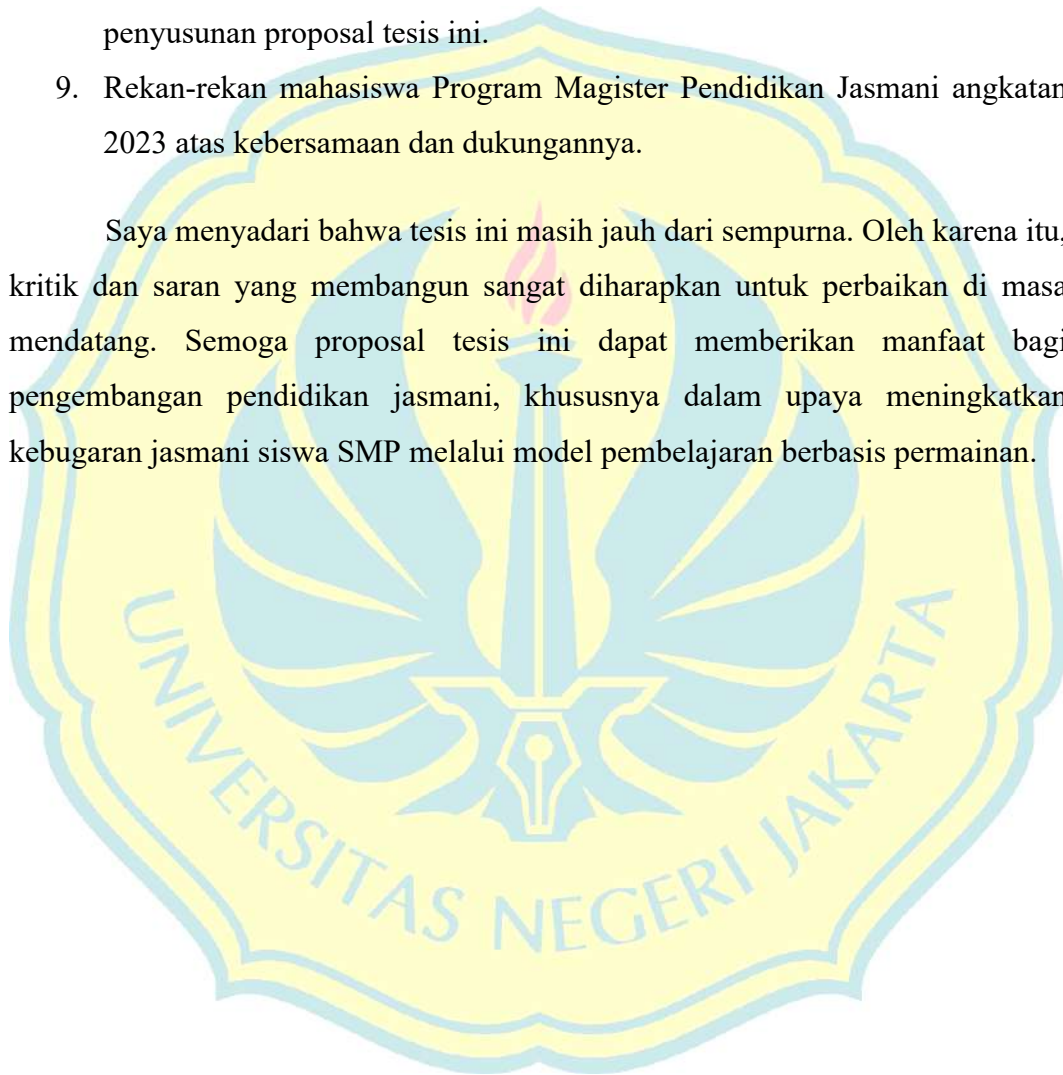 penyusunan proposal tesis ini.
9. Rekan-rekan mahasiswa Program Magister Pendidikan Jasmani angkatan
2023 atas kebersamaan dan dukungannya.
Saya menyadari bahwa tesis ini masih jauh dari sempurna. Oleh karena itu,
kritik dan saran yang membangun sangat diharapkan untuk perbaikan di masa
mendatang. Semoga proposal tesis ini dapat memberikan manfaat bagi
pengembangan pendidikan jasmani, khususnya dalam upaya meningkatkan
kebugaran jasmani siswa SMP melalui model pembelajaran berbasis permainan.
UNIVERSITAS NEGERI JAKARTA